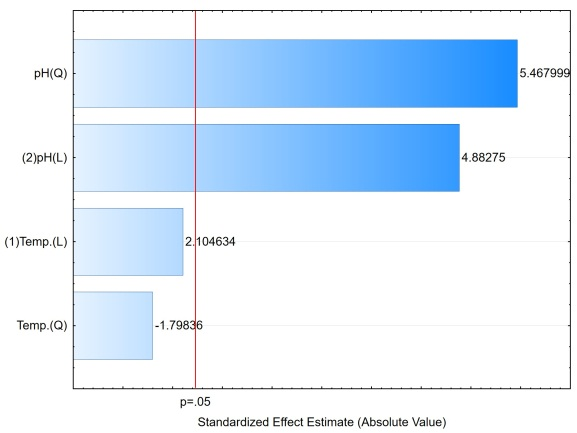 pH(Q) 5.467999
(2)pH(L) 4.88275
(1)Temp.(L) 2.104634
Temp.(Q) -1.79836
p=.05
Standardized Effect Estimate (Absolute Value)